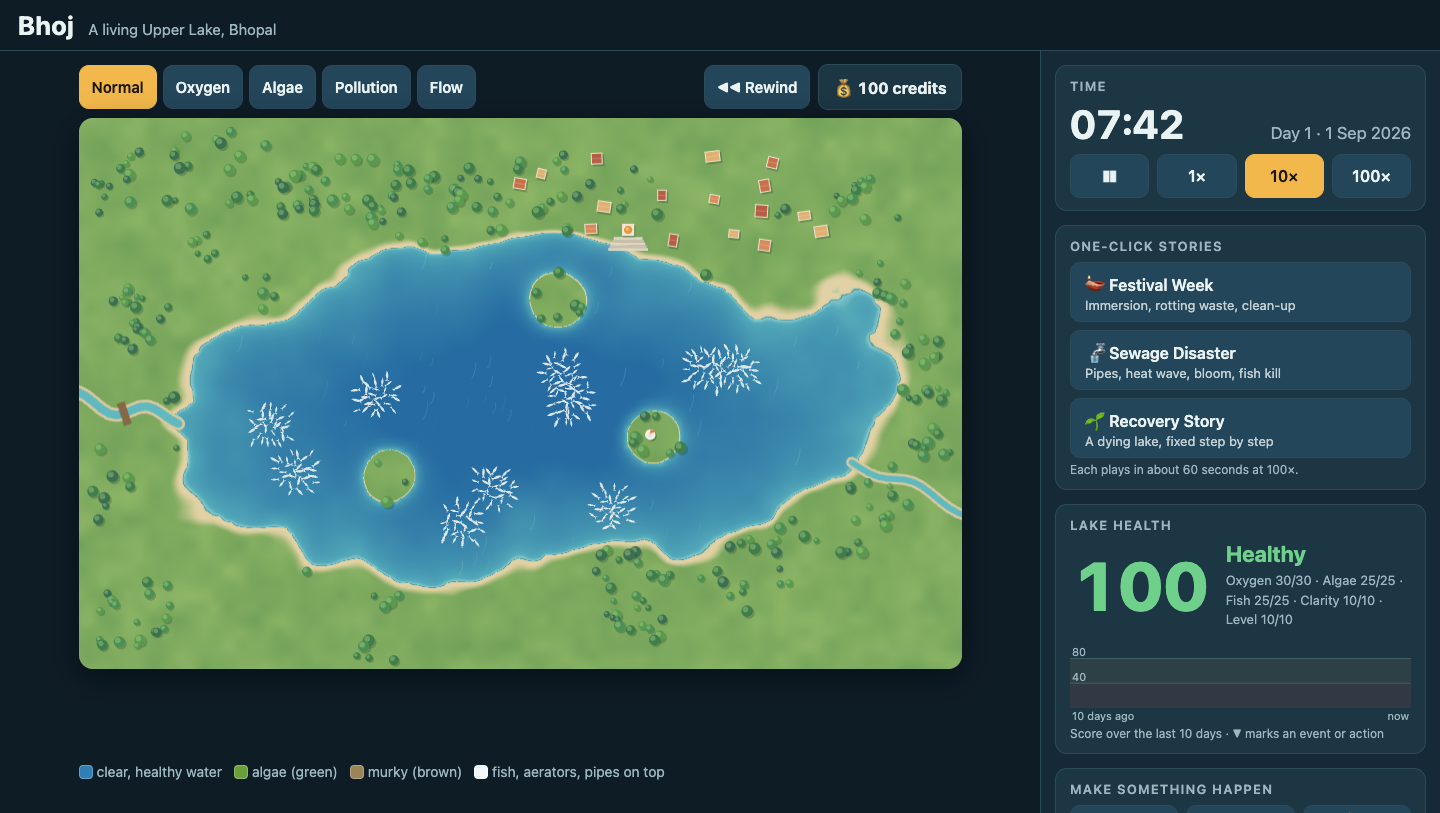 Bhoj A living Upper Lake, Bhopal
Normal Oxygen Algae Pollution Flow
◀◀ Rewind 💰 100 credits
TIME
07:42 Day 1 · 1 Sep 2026
1× 10× 100×
ONE-CLICK STORIES
Festival Week
Immersion, rotting waste, clean-up
Sewage Disaster
Pipes, heat wave, bloom, fish kill
Recovery Story
A dying lake, fixed step by step
Each plays in about 60 seconds at 100×.
LAKE HEALTH
100
Healthy
Oxygen 30/30 · Algae 25/25 ·
Fish 25/25 · Clarity 10/10 ·
Level 10/10
80
40
10 days ago now
Score over the last 10 days · ▼ marks an event or action
MAKE SOMETHING HAPPEN
clear, healthy water algae (green) murky (brown) fish, aerators, pipes on top